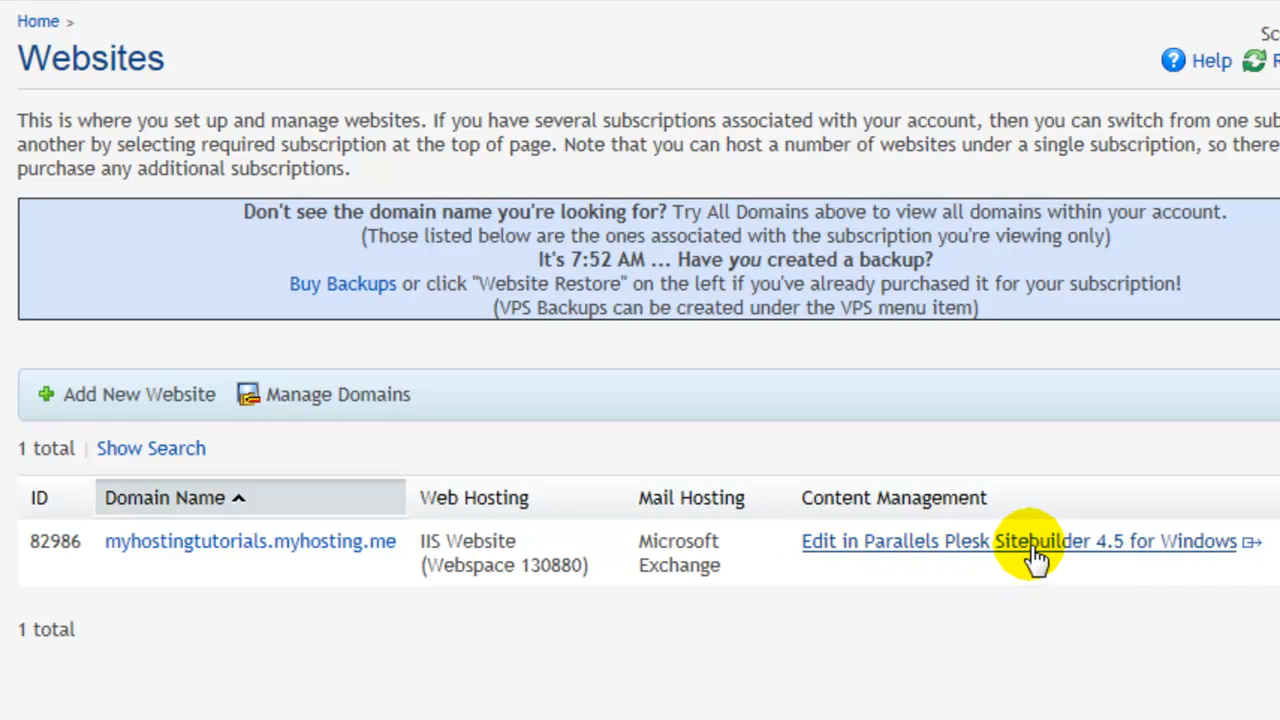 Home >
Websites
Help
This is where you set up and manage websites. If you have several subscriptions associated with your account, then you can switch from one
another by selecting required subscription at the top of page. Note that you can host a number of websites under a single subscription, so there
purchase any additional subscriptions.
Don't see the domain name you're looking for? Try All Domains above to view all domains within your account.
(Those listed below are the ones associated with the subscription you're viewing only)
It's 7:52 AM ... Have you created a backup?
Buy Backups or click "Website Restore" on the left if you've already purchased it for your subscription!
(VPS Backups can be created under the VPS menu item)
Add New Website Manage Domains
1 total | Show Search
ID Domain Name Web Hosting Mail Hosting Content Management
82986 myhostingtutorials.myhosting.me IIS Website Microsoft Edit in Parallels Plesk Sitebuilder 4.5 for Windows
(Webspace 130880) Exchange
1 total